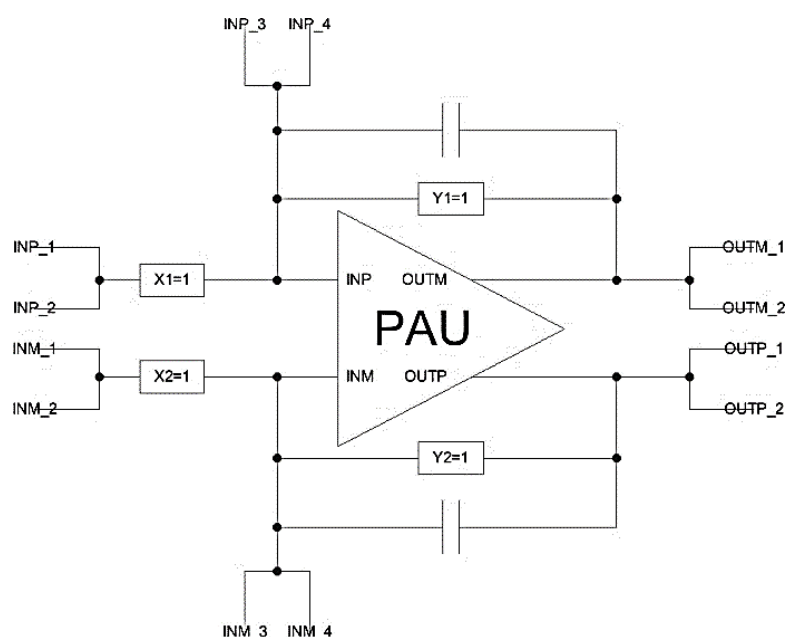 INP_3 INP_4
Y1=1
INP_1 OUTM_1
X1=1 INP OUTM
INP_2 OUTM_2
PAU
INM_1 OUTP_1
X2=1 INM OUTP
INM_2 OUTP_2
Y2=1
INM_3 INM_4